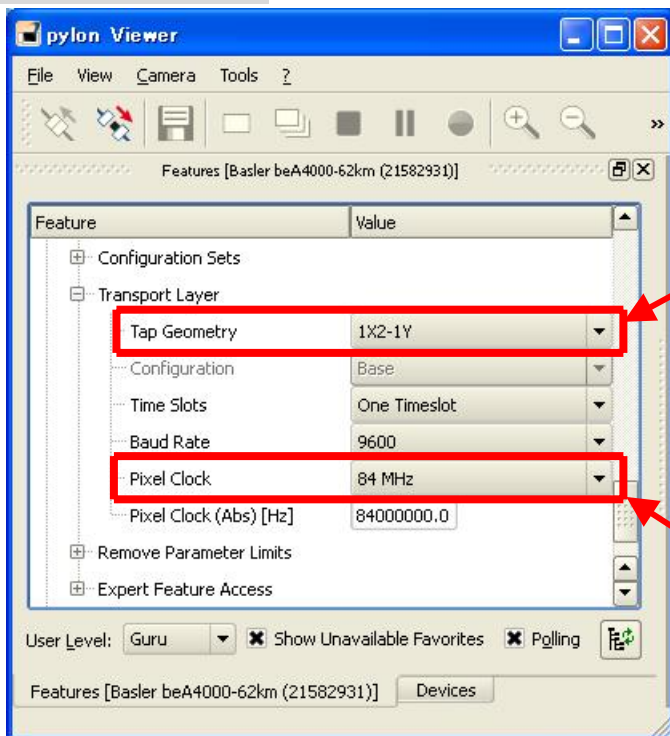 pylon Viewer
File View Camera Tools ?
»
Features [Basler beA4000-62km (21582931)]
Feature Value
Configuration Sets
Transport Layer
Tap Geometry 1X2-1Y
Configuration Base
Time Slots One Timeslot
Baud Rate 9600
Pixel Clock 84 MHz
Pixel Clock (Abs) [Hz] 84000000.0
Remove Parameter Limits
Expert Feature Access
User Level: Guru Show Unavailable Favorites Polling
Features [Basler beA4000-62km (21582931)] Devices